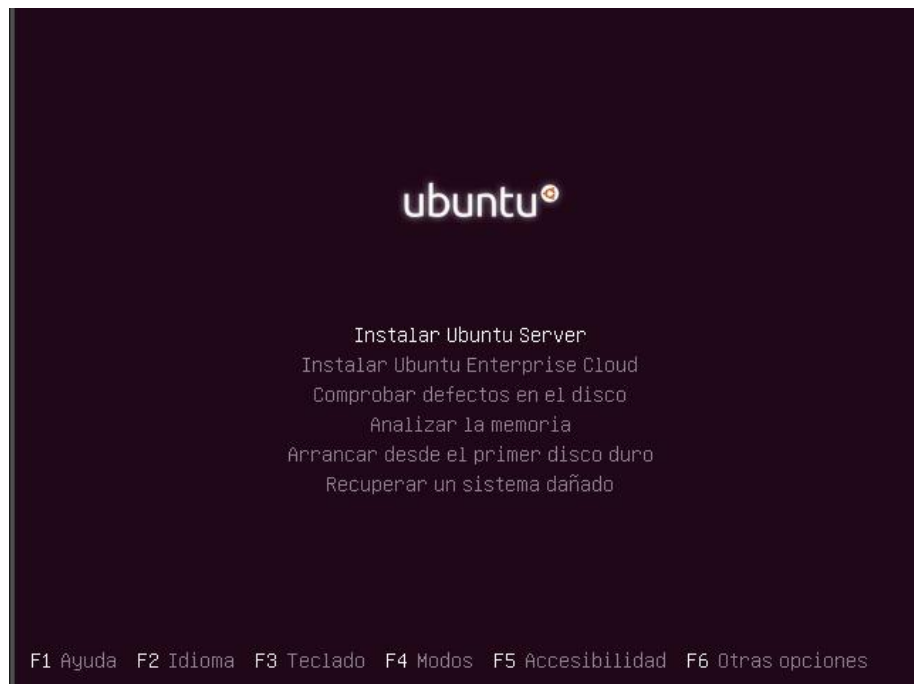 ubuntu
Instalar Ubuntu Server
Instalar Ubuntu Enterprise Cloud
Comprobar defectos en el disco
Analizar la memoria
Arrancar desde el primer disco duro
Recuperar un sistema dañado
F1 Ayuda F2 Idioma F3 Teclado F4 Modos F5 Accesibilidad F6 Otras opciones